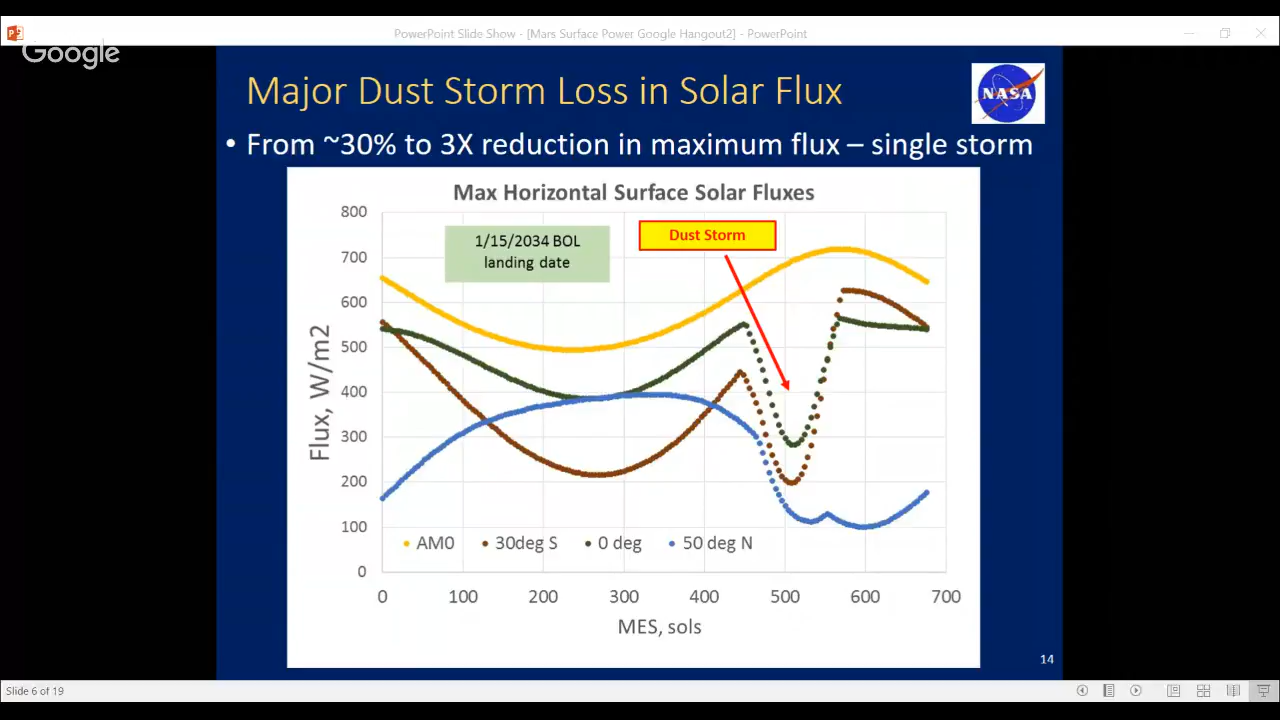 PowerPoint Slide Show - [Mars Surface Power Google Hangout2] - PowerPoint
Google
Major Dust Storm Loss in Solar Flux
NASA
• From ~30% to 3X reduction in maximum flux – single storm
Max Horizontal Surface Solar Fluxes
800
700
600
500
400
300
200
100
0
Flux, W/m2
1/15/2034 BOL
landing date
Dust Storm
AM0 30deg S 0 deg 50 deg N
0 100 200 300 400 500 600 700
MES, sols
14
Slide 6 of 19